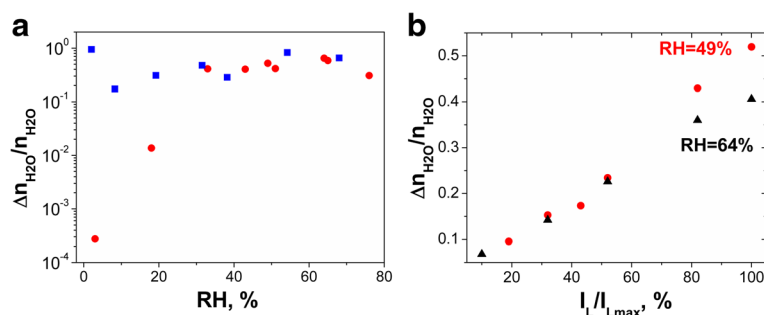 a
Δn_H2O/n_H2O
10^0
10^-1
10^-2
10^-3
10^-4
0 20 40 60 80
RH, %
b
Δn_H2O/n_H2O
0.5
0.4
0.3
0.2
0.1
RH=49%
RH=64%
20 40 60 80 100
I_L/I_Lmax, %